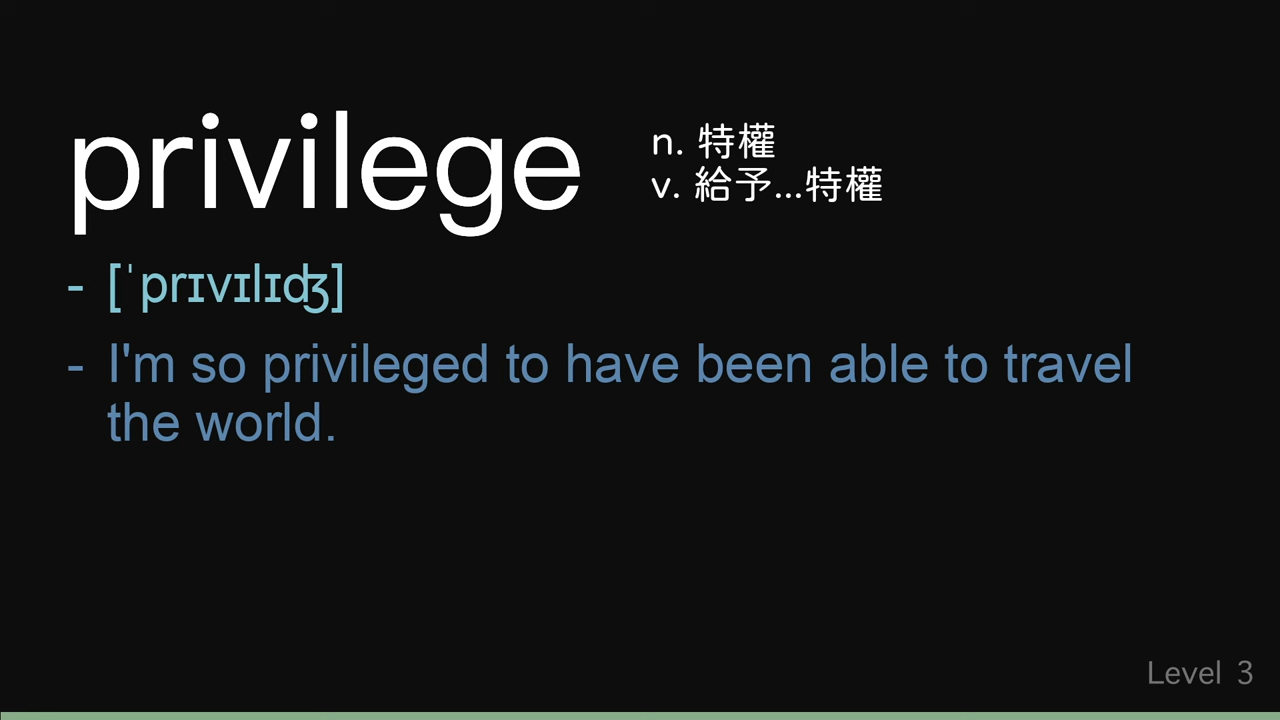 privilege
n. 特權
v. 給予...特權
- [ˈprɪvɪlɪʤ]
- I'm so privileged to have been able to travel
the world.
Level 3